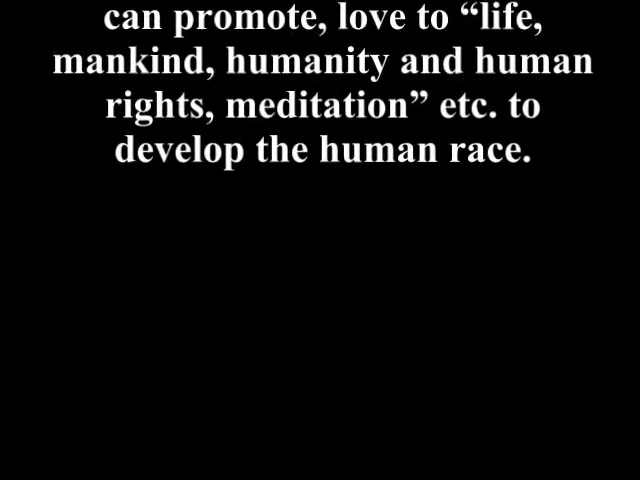 can promote, love to “life,
mankind, humanity and human
rights, meditation” etc. to
develop the human race.